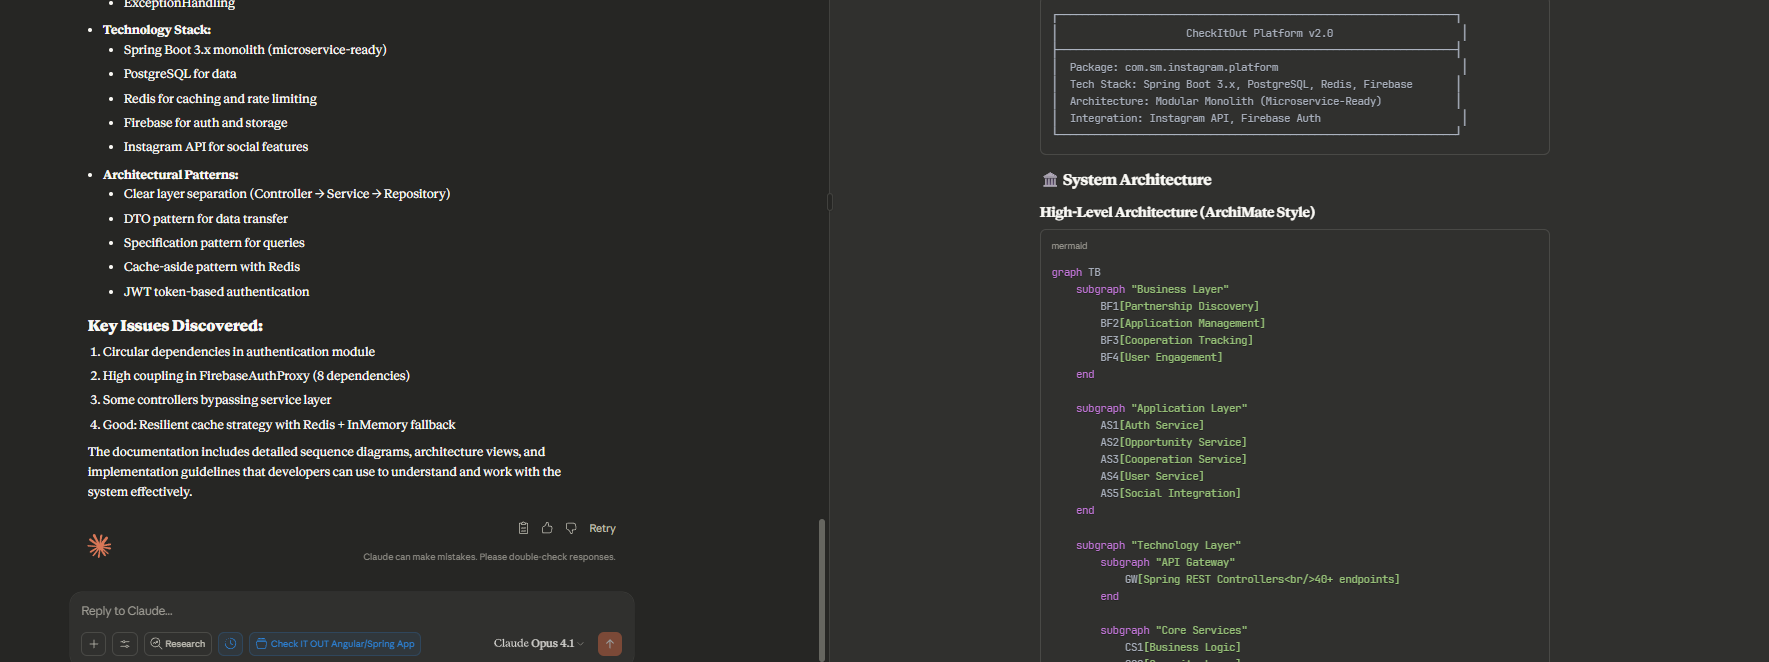 ExceptionHandling
Technology Stack:
Spring Boot 3.x monolith (microservice-ready)
PostgreSQL for data
Redis for caching and rate limiting
Firebase for auth and storage
Instagram API for social features
Architectural Patterns:
Clear layer separation (Controller → Service → Repository)
DTO pattern for data transfer
Specification pattern for queries
Cache-aside pattern with Redis
JWT token-based authentication
Key Issues Discovered:
1. Circular dependencies in authentication module
2. High coupling in FirebaseAuthProxy (8 dependencies)
3. Some controllers bypassing service layer
4. Good: Resilient cache strategy with Redis + InMemory fallback
The documentation includes detailed sequence diagrams, architecture views, and
implementation guidelines that developers can use to understand and work with the
system effectively.
Retry
Claude can make mistakes. Please double-check responses.
Reply to Claude...
Research
Check IT OUT Angular/Spring App
Claude Opus 4.1
CheckItOut Platform v2.0
Package: com.sm.instagram.platform
Tech Stack: Spring Boot 3.x, PostgreSQL, Redis, Firebase
Architecture: Modular Monolith (Microservice-Ready)
Integration: Instagram API, Firebase Auth
System Architecture
High-Level Architecture (ArchiMate Style)
mermaid
graph TB
subgraph "Business Layer"
BF1[Partnership Discovery]
BF2[Application Management]
BF3[Cooperation Tracking]
BF4[User Engagement]
end
subgraph "Application Layer"
AS1[Auth Service]
AS2[Opportunity Service]
AS3[Cooperation Service]
AS4[User Service]
AS5[Social Integration]
end
subgraph "Technology Layer"
subgraph "API Gateway"
GW[Spring REST Controllers<br/>40+ endpoints]
end
subgraph "Core Services"
CS1[Business Logic]